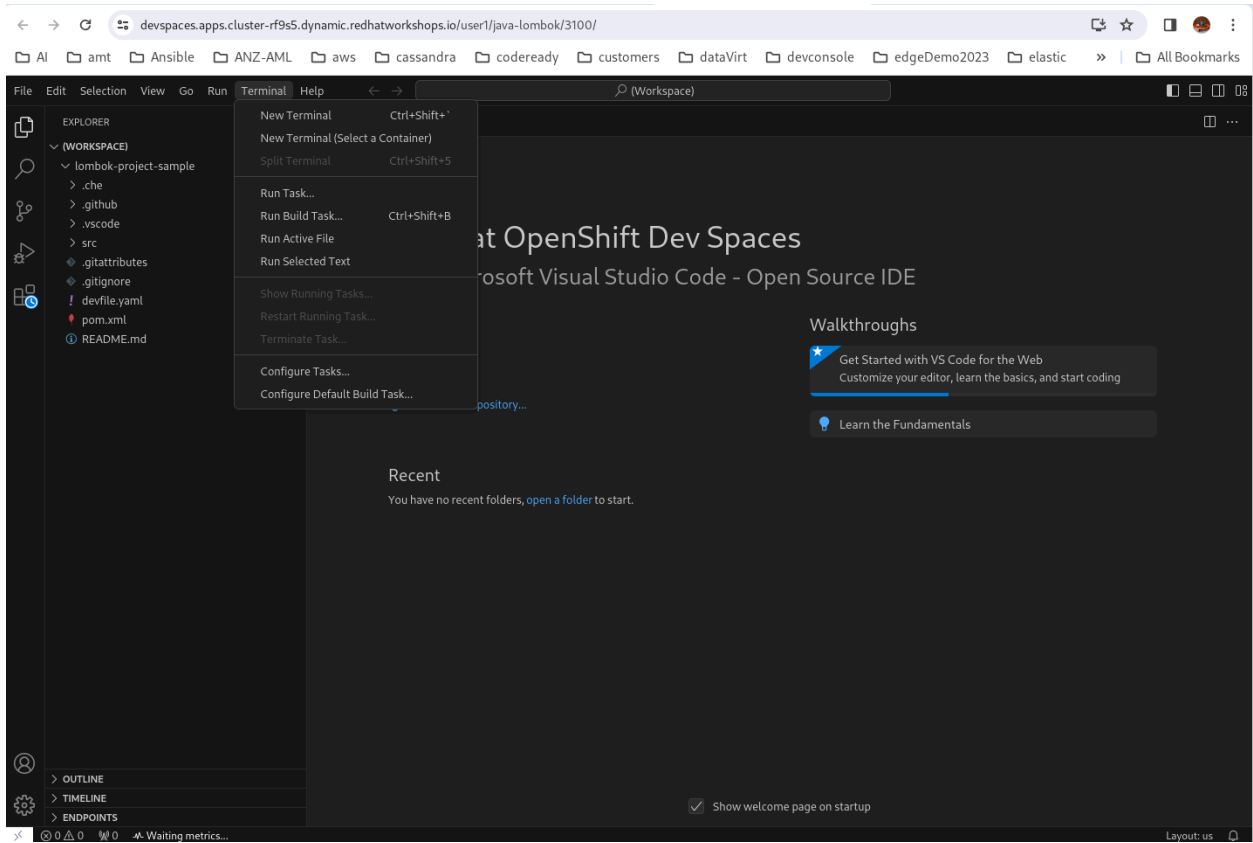 devspaces.apps.cluster-rf9s5.dynamic.redhatworkshops.io/user1/java-lombok/3100/
AI amt Ansible ANZ-AML aws cassandra codeready customers dataVirt devconsole edgeDemo2023 elastic » All Bookmarks
File Edit Selection View Go Run Terminal Help (Workspace)
EXPLORER
(WORKSPACE)
lombok-project-sample
.che
.github
.vscode
src
.gitattributes
.gitignore
devfile.yaml
pom.xml
README.md
New Terminal Ctrl+Shift+`
New Terminal (Select a Container)
Split Terminal Ctrl+Shift+5
Run Task...
Run Build Task... Ctrl+Shift+B
Run Active File
Run Selected Text
Show Running Tasks...
Restart Running Task...
Terminate Task...
Configure Tasks...
Configure Default Build Task...
at OpenShift Dev Spaces
rosoft Visual Studio Code - Open Source IDE
pository...
Recent
You have no recent folders, open a folder to start.
Walkthroughs
Get Started with VS Code for the Web
Customize your editor, learn the basics, and start coding
Learn the Fundamentals
Show welcome page on startup
OUTLINE
TIMELINE
ENDPOINTS
0 0 0 Waiting metrics... Layout: us